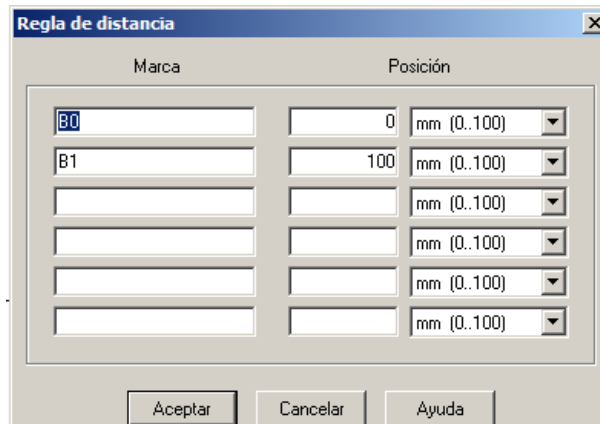 Regla de distancia
Marca Posición
B0 0 mm (0..100)
B1 100 mm (0..100)
mm (0..100)
mm (0..100)
mm (0..100)
mm (0..100)
Aceptar Cancelar Ayuda